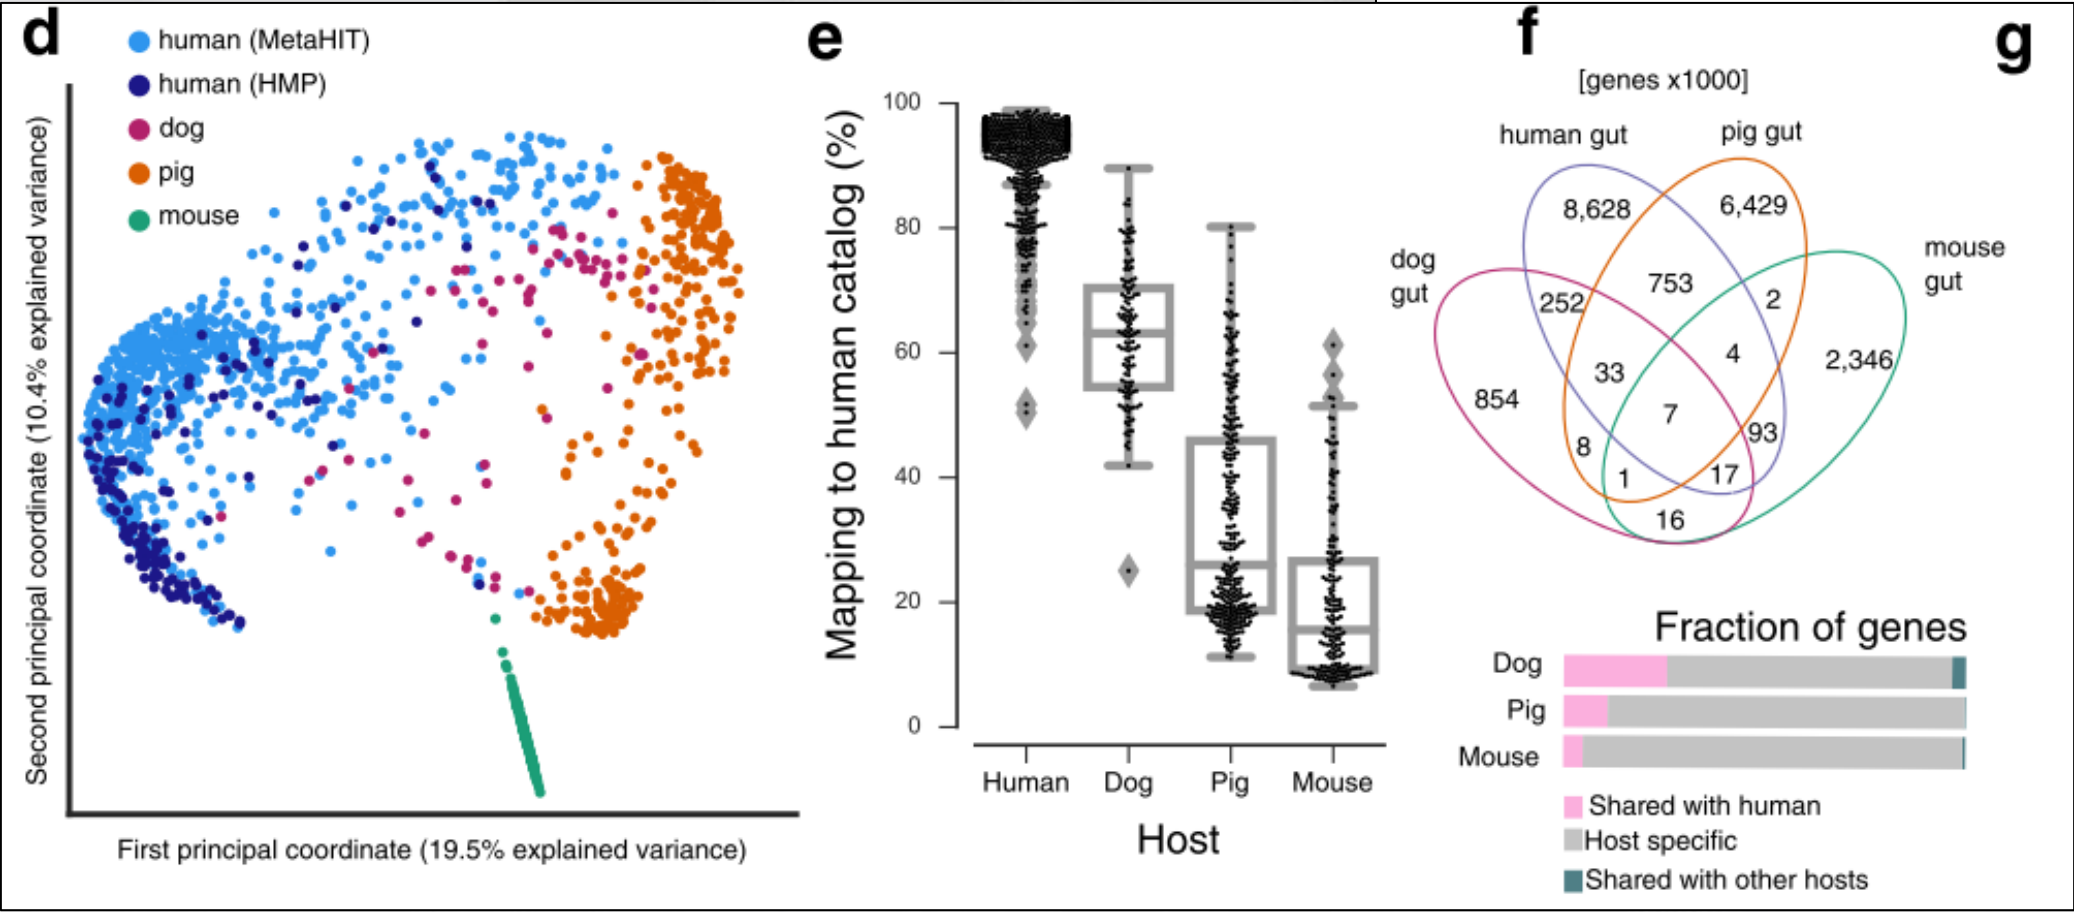 d
human (MetaHIT)
human (HMP)
dog
pig
mouse
Second principal coordinate (10.4% explained variance)
First principal coordinate (19.5% explained variance)
e
Mapping to human catalog (%)
100
80
60
40
20
0
Human Dog Pig Mouse
Host
f
g
[genes x1000]
human gut
pig gut
dog
gut
mouse
gut
8,628
6,429
753
252
2
4
2,346
33
854
7
93
8
1
17
16
Fraction of genes
Dog
Pig
Mouse
Shared with human
Host specific
Shared with other hosts